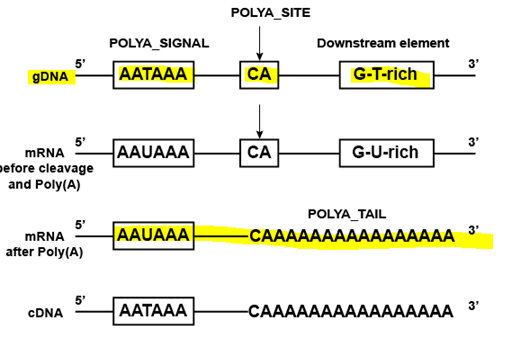 POLYA_SITE
POLYA_SIGNAL
Downstream element
gDNA 5’ AATAAA CA G-T-rich 3’
mRNA 5’ AAUAAA CA G-U-rich 3’
before cleavage
and Poly(A)
POLYA_TAIL
mRNA 5’ AAUAAA CAAAAAAAAAAAAAAAA 3’
after Poly(A)
cDNA 5’ AATAAA CAAAAAAAAAAAAAAAA 3’